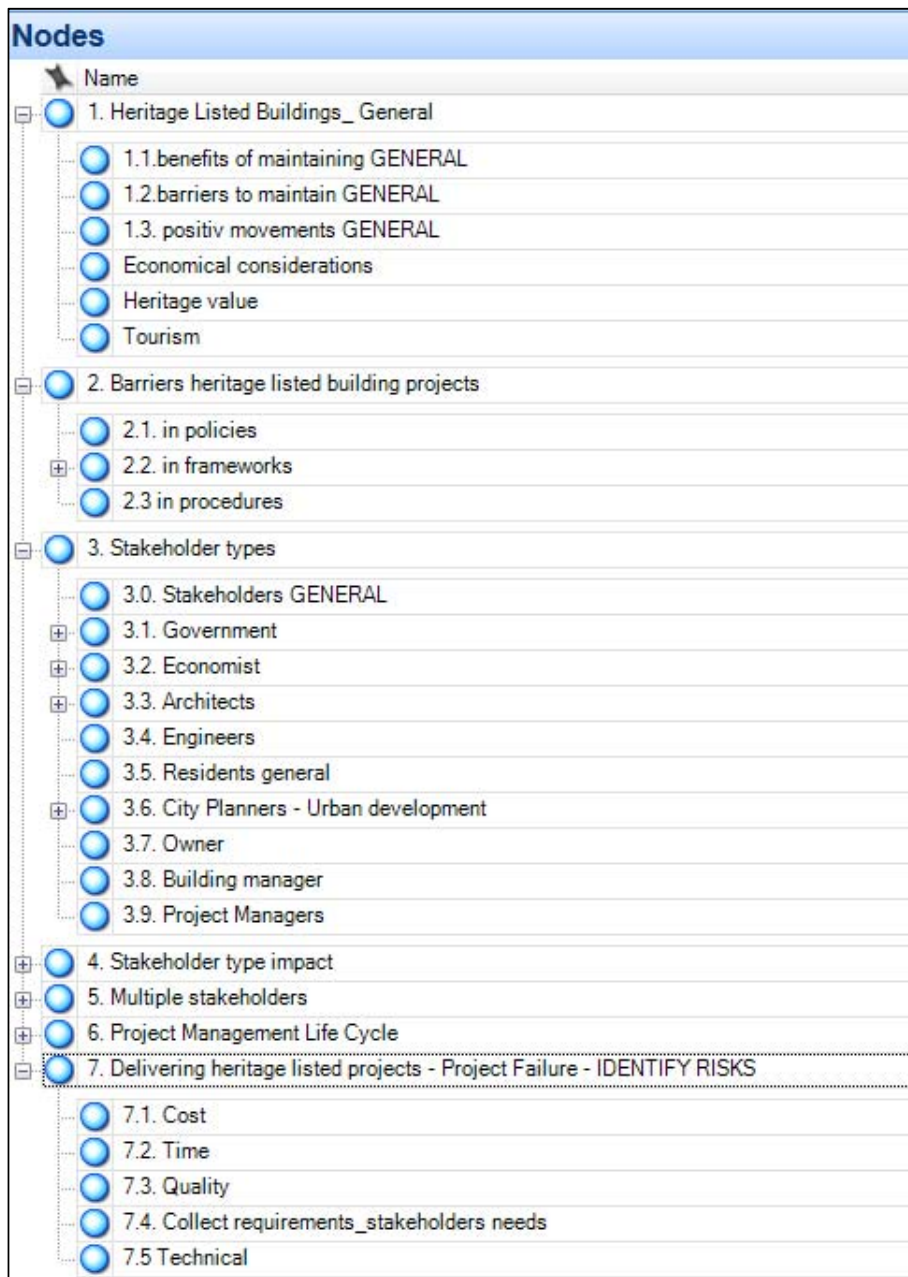 Nodes
Name
1. Heritage Listed Buildings_ General
1.1.benefits of maintaining GENERAL
1.2.barriers to maintain GENERAL
1.3. positiv movements GENERAL
Economical considerations
Heritage value
Tourism
2. Barriers heritage listed building projects
2.1. in policies
2.2. in frameworks
2.3 in procedures
3. Stakeholder types
3.0. Stakeholders GENERAL
3.1. Government
3.2. Economist
3.3. Architects
3.4. Engineers
3.5. Residents general
3.6. City Planners - Urban development
3.7. Owner
3.8. Building manager
3.9. Project Managers
4. Stakeholder type impact
5. Multiple stakeholders
6. Project Management Life Cycle
7. Delivering heritage listed projects - Project Failure - IDENTIFY RISKS
7.1. Cost
7.2. Time
7.3. Quality
7.4. Collect requirements_stakeholders needs
7.5 Technical